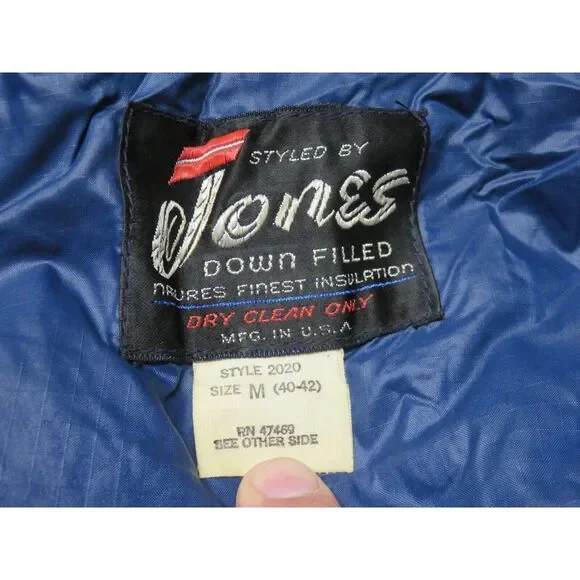 STYLED BY
Jones
DOWN FILLED
NATURES FINEST INSULATION
DRY CLEAN ONLY
MFG. IN U.S.A
STYLE 2020
SIZE M (40-42)
RN 47469
SEE OTHER SIDE